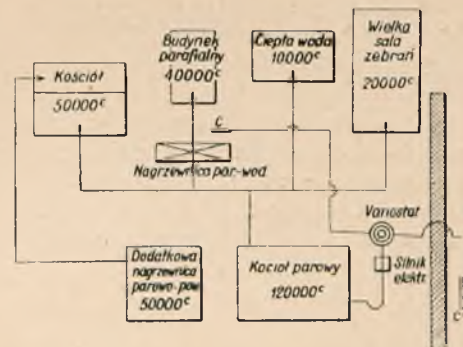 Kościół
50000ᶜ
Budynek
parafialny
40000ᶜ
Ciepła woda
10000ᶜ
Wielka
sala
zebrań
20000ᶜ
C
Nagrzewnica par-wod
Dodatkowa
nagrzewnica
parowo-pow
50000ᶜ
Kocioł parowy
120000ᶜ
Variostat
Silnik
elektr.
C